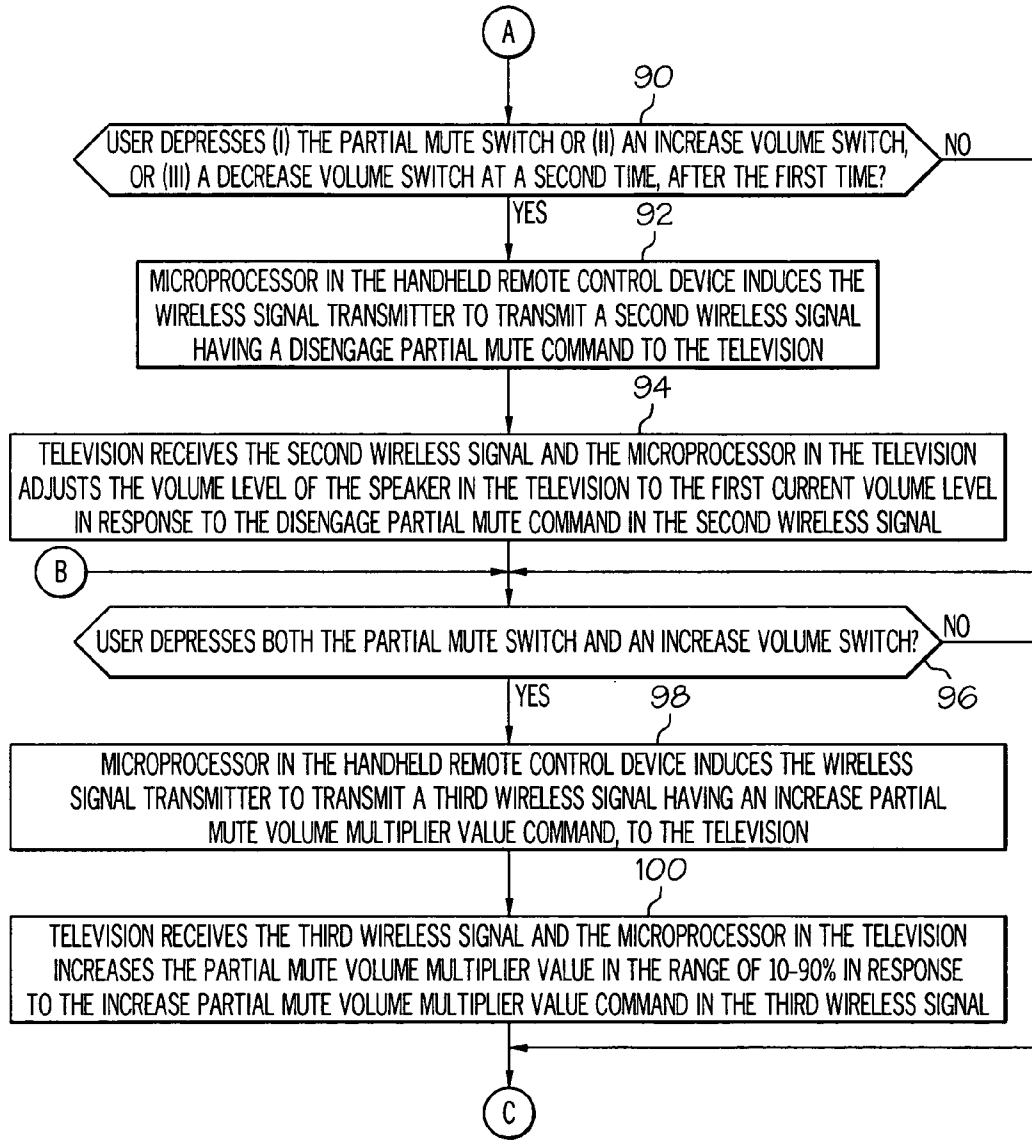 A
90
USER DEPRESSES (I) THE PARTIAL MUTE SWITCH OR (II) AN INCREASE VOLUME SWITCH,
OR (III) A DECREASE VOLUME SWITCH AT A SECOND TIME, AFTER THE FIRST TIME?
NO
YES
92
MICROPROCESSOR IN THE HANDHELD REMOTE CONTROL DEVICE INDUCES THE
WIRELESS SIGNAL TRANSMITTER TO TRANSMIT A SECOND WIRELESS SIGNAL
HAVING A DISENGAGE PARTIAL MUTE COMMAND TO THE TELEVISION
94
TELEVISION RECEIVES THE SECOND WIRELESS SIGNAL AND THE MICROPROCESSOR IN THE TELEVISION
ADJUSTS THE VOLUME LEVEL OF THE SPEAKER IN THE TELEVISION TO THE FIRST CURRENT VOLUME LEVEL
IN RESPONSE TO THE DISENGAGE PARTIAL MUTE COMMAND IN THE SECOND WIRELESS SIGNAL
B
USER DEPRESSES BOTH THE PARTIAL MUTE SWITCH AND AN INCREASE VOLUME SWITCH?
NO
96
YES
98
MICROPROCESSOR IN THE HANDHELD REMOTE CONTROL DEVICE INDUCES THE WIRELESS
SIGNAL TRANSMITTER TO TRANSMIT A THIRD WIRELESS SIGNAL HAVING AN INCREASE PARTIAL
MUTE VOLUME MULTIPLIER VALUE COMMAND, TO THE TELEVISION
100
TELEVISION RECEIVES THE THIRD WIRELESS SIGNAL AND THE MICROPROCESSOR IN THE TELEVISION
INCREASES THE PARTIAL MUTE VOLUME MULTIPLIER VALUE IN THE RANGE OF 10-90% IN RESPONSE
TO THE INCREASE PARTIAL MUTE VOLUME MULTIPLIER VALUE COMMAND IN THE THIRD WIRELESS SIGNAL
C